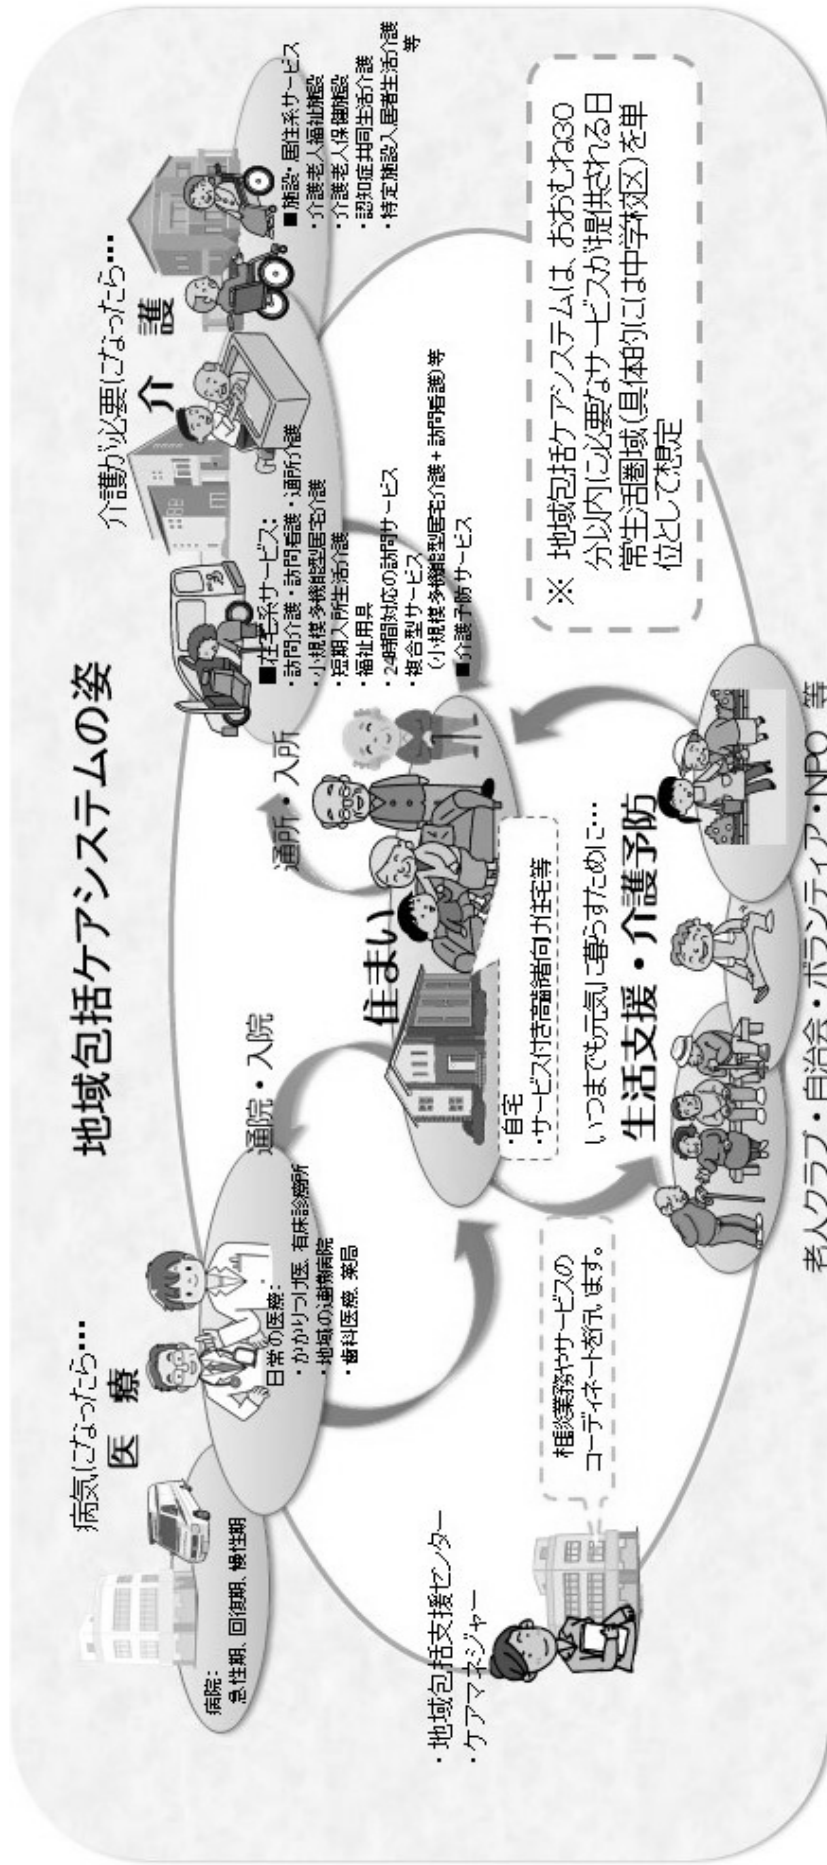 地域包括ケアシステムの姿
病気になったら･･･
医 療
病院:
急性期、回復期、慢性期
日常の医療:
・かかりつけ医、有床診療所
・地域の連携病院
・歯科医療、薬局
通院・入院
通所・入所
介護が必要になったら･･･
介 護
■在宅系サービス:
・訪問介護・訪問看護・通所介護
・小規模多機能型居宅介護
・短期入所生活介護
・福祉用具
・24時間対応の訪問サービス
・複合型サービス
(小規模多機能型居宅介護+訪問看護)等
■介護予防サービス
■施設・居住系サービス
・介護老人福祉施設
・介護老人保健施設
・認知症共同生活介護
・特定施設入居者生活介護
等
住まい
・自宅
・サービス付き高齢者向け住宅等
・地域包括支援センター
・ケアマネジャー
相談業務やサービスの
コーディネートを行います。
いつまでも元気に暮らすために･･･
生活支援・介護予防
老人クラブ・自治会・ボランティア・NPO 等
※ 地域包括ケアシステムは、おおむね30
分以内に必要なサービスが提供される日
常生活圏域(具体的には中学校区)を単
位として想定